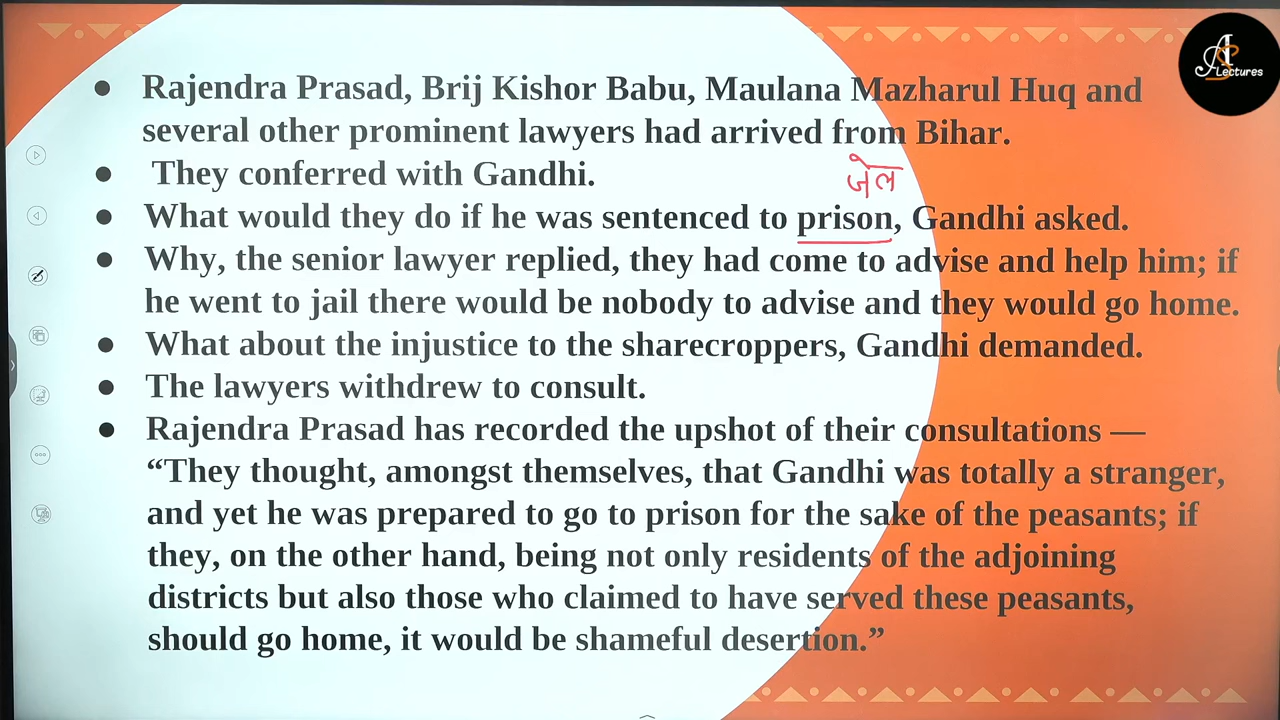 AS Lectures
• Rajendra Prasad, Brij Kishor Babu, Maulana Mazharul Huq and
several other prominent lawyers had arrived from Bihar.
• They conferred with Gandhi.
जेल
• What would they do if he was sentenced to prison, Gandhi asked.
• Why, the senior lawyer replied, they had come to advise and help him; if
he went to jail there would be nobody to advise and they would go home.
• What about the injustice to the sharecroppers, Gandhi demanded.
• The lawyers withdrew to consult.
• Rajendra Prasad has recorded the upshot of their consultations —
“They thought, amongst themselves, that Gandhi was totally a stranger,
and yet he was prepared to go to prison for the sake of the peasants; if
they, on the other hand, being not only residents of the adjoining
districts but also those who claimed to have served these peasants,
should go home, it would be shameful desertion.”